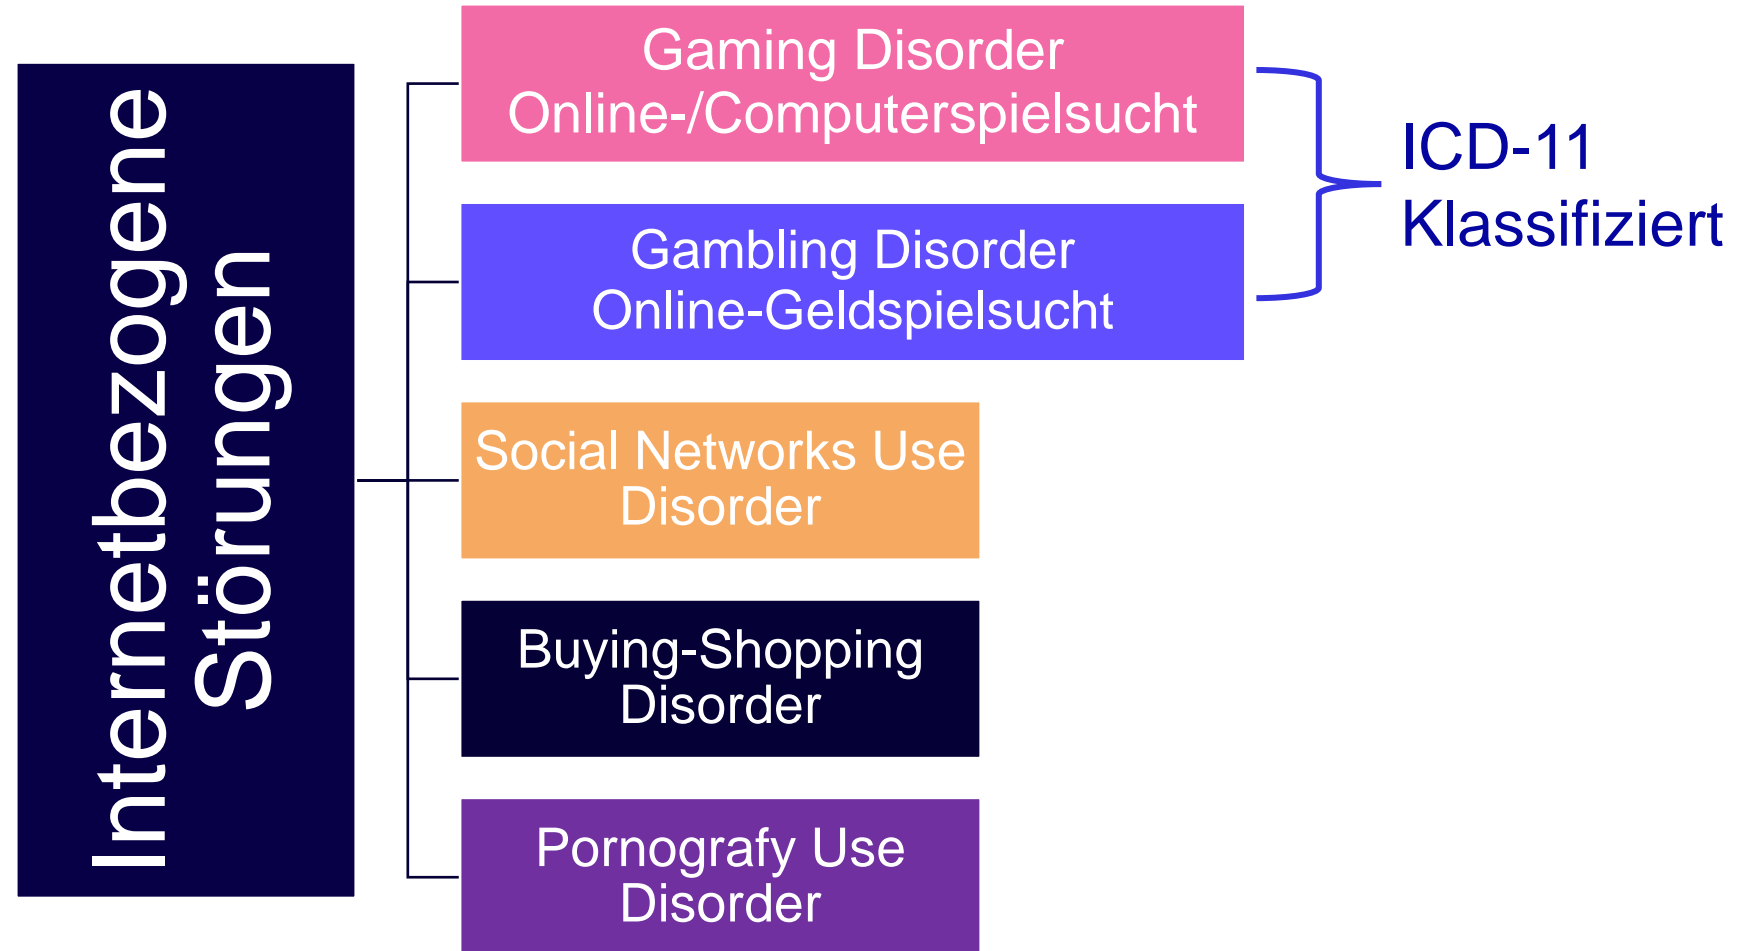 Internetbezogene
Störungen
Gaming Disorder
Online-/Computerspielsucht
Gambling Disorder
Online-Geldspielsucht
Social Networks Use
Disorder
Buying-Shopping
Disorder
Pornografy Use
Disorder
ICD-11
Klassifiziert